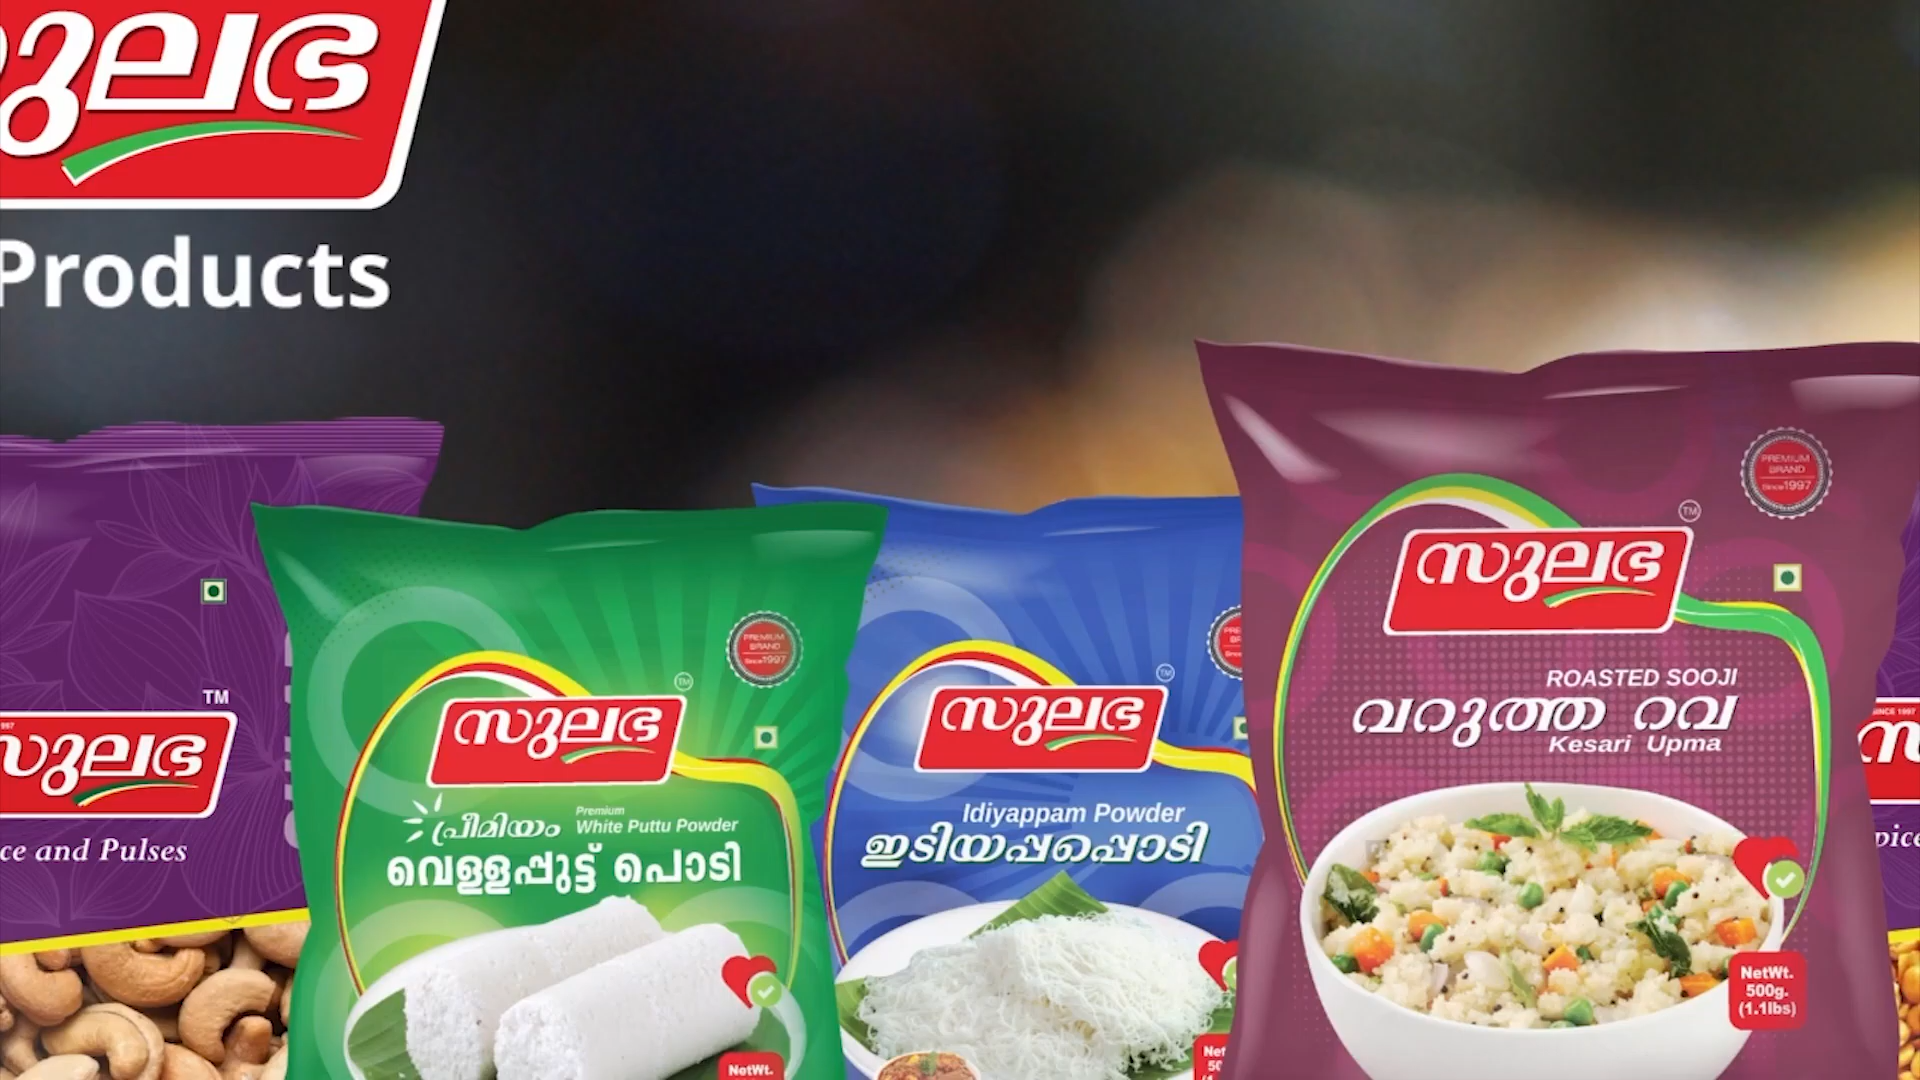 സുലഭ
Products
TM
സുലഭ
ce and Pulses
PREMIUM
BRAND
Since1997
TM
സുലഭ
പ്രീമിയം
Premium
White Puttu Powder
വെള്ളപ്പുട്ട് പൊടി
NetWt.
TM
സുലഭ
Idiyappam Powder
ഇടിയപ്പപ്പൊടി
PREMIUM
BRAND
Since1997
TM
സുലഭ
ROASTED SOOJI
വറുത്ത റവ
Kesari Upma
NetWt.
500g.
(1.1lbs)
SINCE 1997